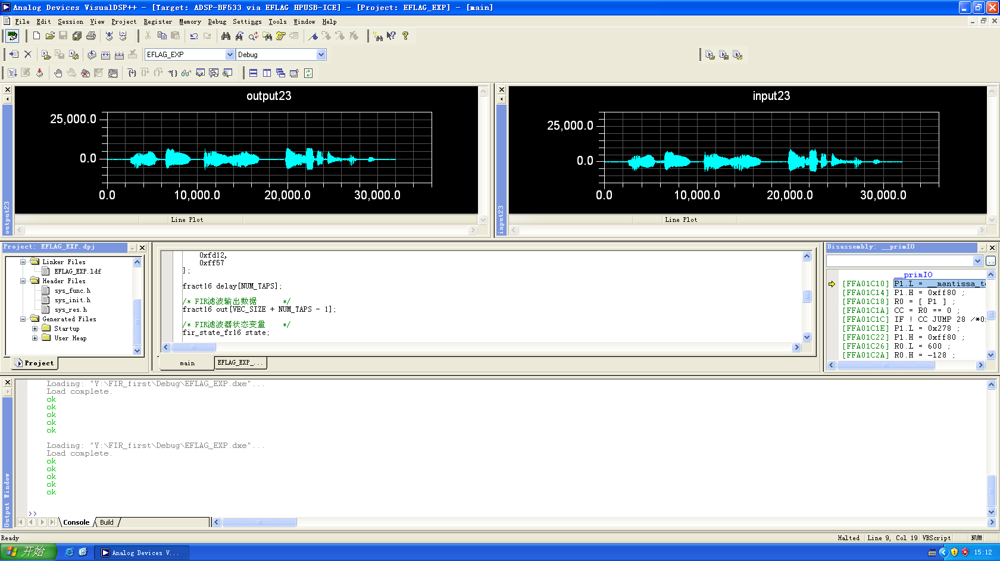 Analog Devices VisualDSP++ - [Target: ADSP-BF533 via EFLAG HPUSB-ICE] - [Project: EFLAG_EXP] - [main]
File Edit Session View Project Register Memory Debug Settings Tools Window Help
EFLAG_EXP Debug
output23
25,000.0
0.0
0.0 10,000.0 20,000.0 30,000.0
Line Plot
output23
input23
25,000.0
0.0
0.0 10,000.0 20,000.0 30,000.0
Line Plot
input23
Project: EFLAG_EXP.dpj
Linker Files
EFLAG_EXP.ldf
Header Files
sys_func.h
sys_init.h
sys_res.h
Generated Files
Startup
User Heap
Project
0xfd12,
0xff57
};
fract16 delay[NUM_TAPS];
/* FIR滤波输出数据 */
fract16 out[VEC_SIZE + NUM_TAPS - 1];
/* FIR滤波器状态变量 */
fir_state_fr16 state;
main EFLAG_EXP_...
Disassembly: __primIO
__primIO
[FFA01C10] P1.L = __mantissa_t
[FFA01C14] P1.H = 0xff80 ;
[FFA01C18] R0 = [ P1 ] ;
[FFA01C1A] CC = R0 == 0 ;
[FFA01C1C] IF ! CC JUMP 28 /*0
[FFA01C1E] P1.L = 0x278 ;
[FFA01C22] P1.H = 0xff80 ;
[FFA01C26] R0.L = 600 ;
[FFA01C2A] R0.H = -128 ;
Loading: "Y:\FIR_first\Debug\EFLAG_EXP.dxe"...
Load complete.
ok
ok
ok
ok
ok
Loading: "Y:\FIR_first\Debug\EFLAG_EXP.dxe"...
Load complete.
ok
ok
ok
ok
ok
>>
Output Window
Console Build
Ready
Halted Line 9, Col 19 VBScript NUM
开始 Analog Devices V... 15:12